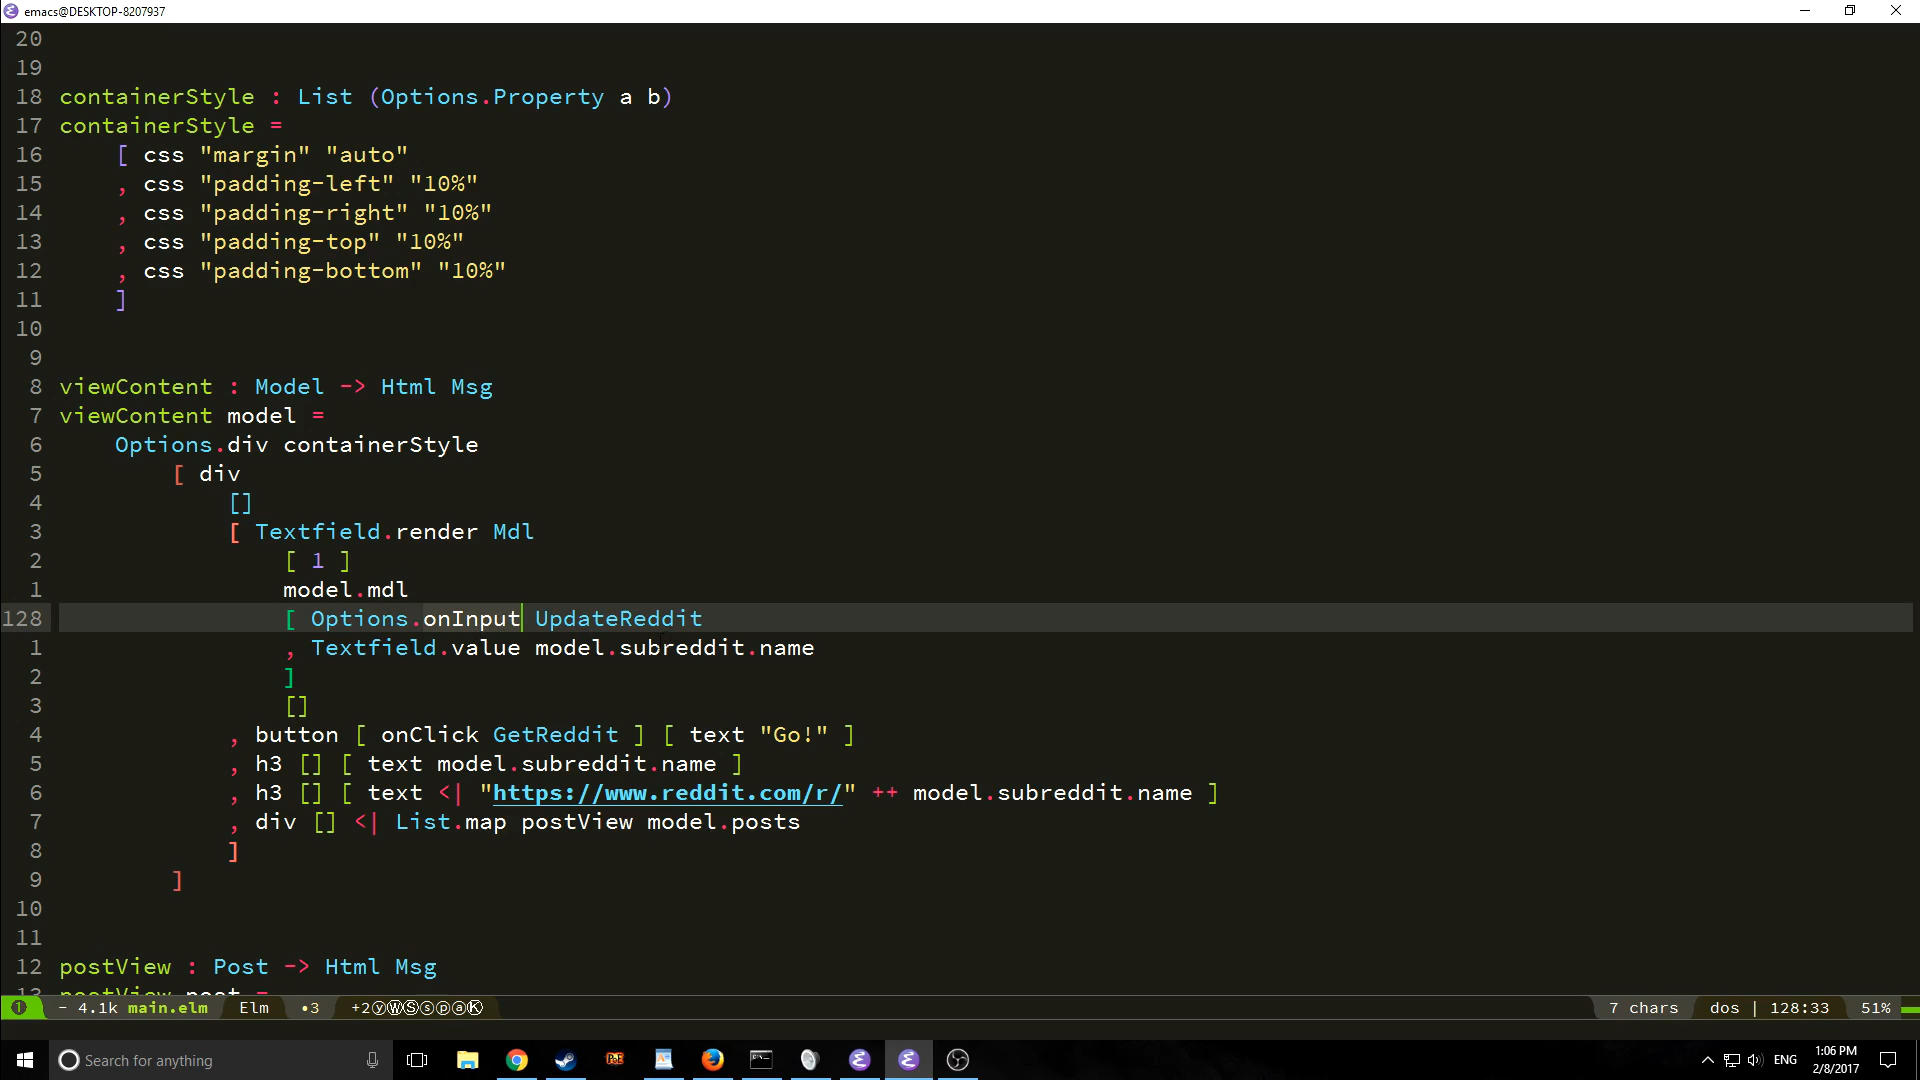 emacs@DESKTOP-8207937
20
19
18 containerStyle : List (Options.Property a b)
17 containerStyle =
16 [ css "margin" "auto"
15 , css "padding-left" "10%"
14 , css "padding-right" "10%"
13 , css "padding-top" "10%"
12 , css "padding-bottom" "10%"
11 ]
10
9
8 viewContent : Model -> Html Msg
7 viewContent model =
6 Options.div containerStyle
5 [ div
4 []
3 [ Textfield.render Mdl
2 [ 1 ]
1 model.mdl
128 [ Options.onInput UpdateReddit
1 , Textfield.value model.subreddit.name
2 ]
3 []
4 , button [ onClick GetReddit ] [ text "Go!" ]
5 , h3 [] [ text model.subreddit.name ]
6 , h3 [] [ text <| "https://www.reddit.com/r/" ++ model.subreddit.name ]
7 , div [] <| List.map postView model.posts
8 ]
9 ]
10
11
12 postView : Post -> Html Msg
13 postView post =
❶ - 4.1k main.elm Elm •3 +2ⓨⓌⓈⓢⓟⓐⓀ 7 chars dos | 128:33 51%
Search for anything
ENG
1:06 PM
2/8/2017